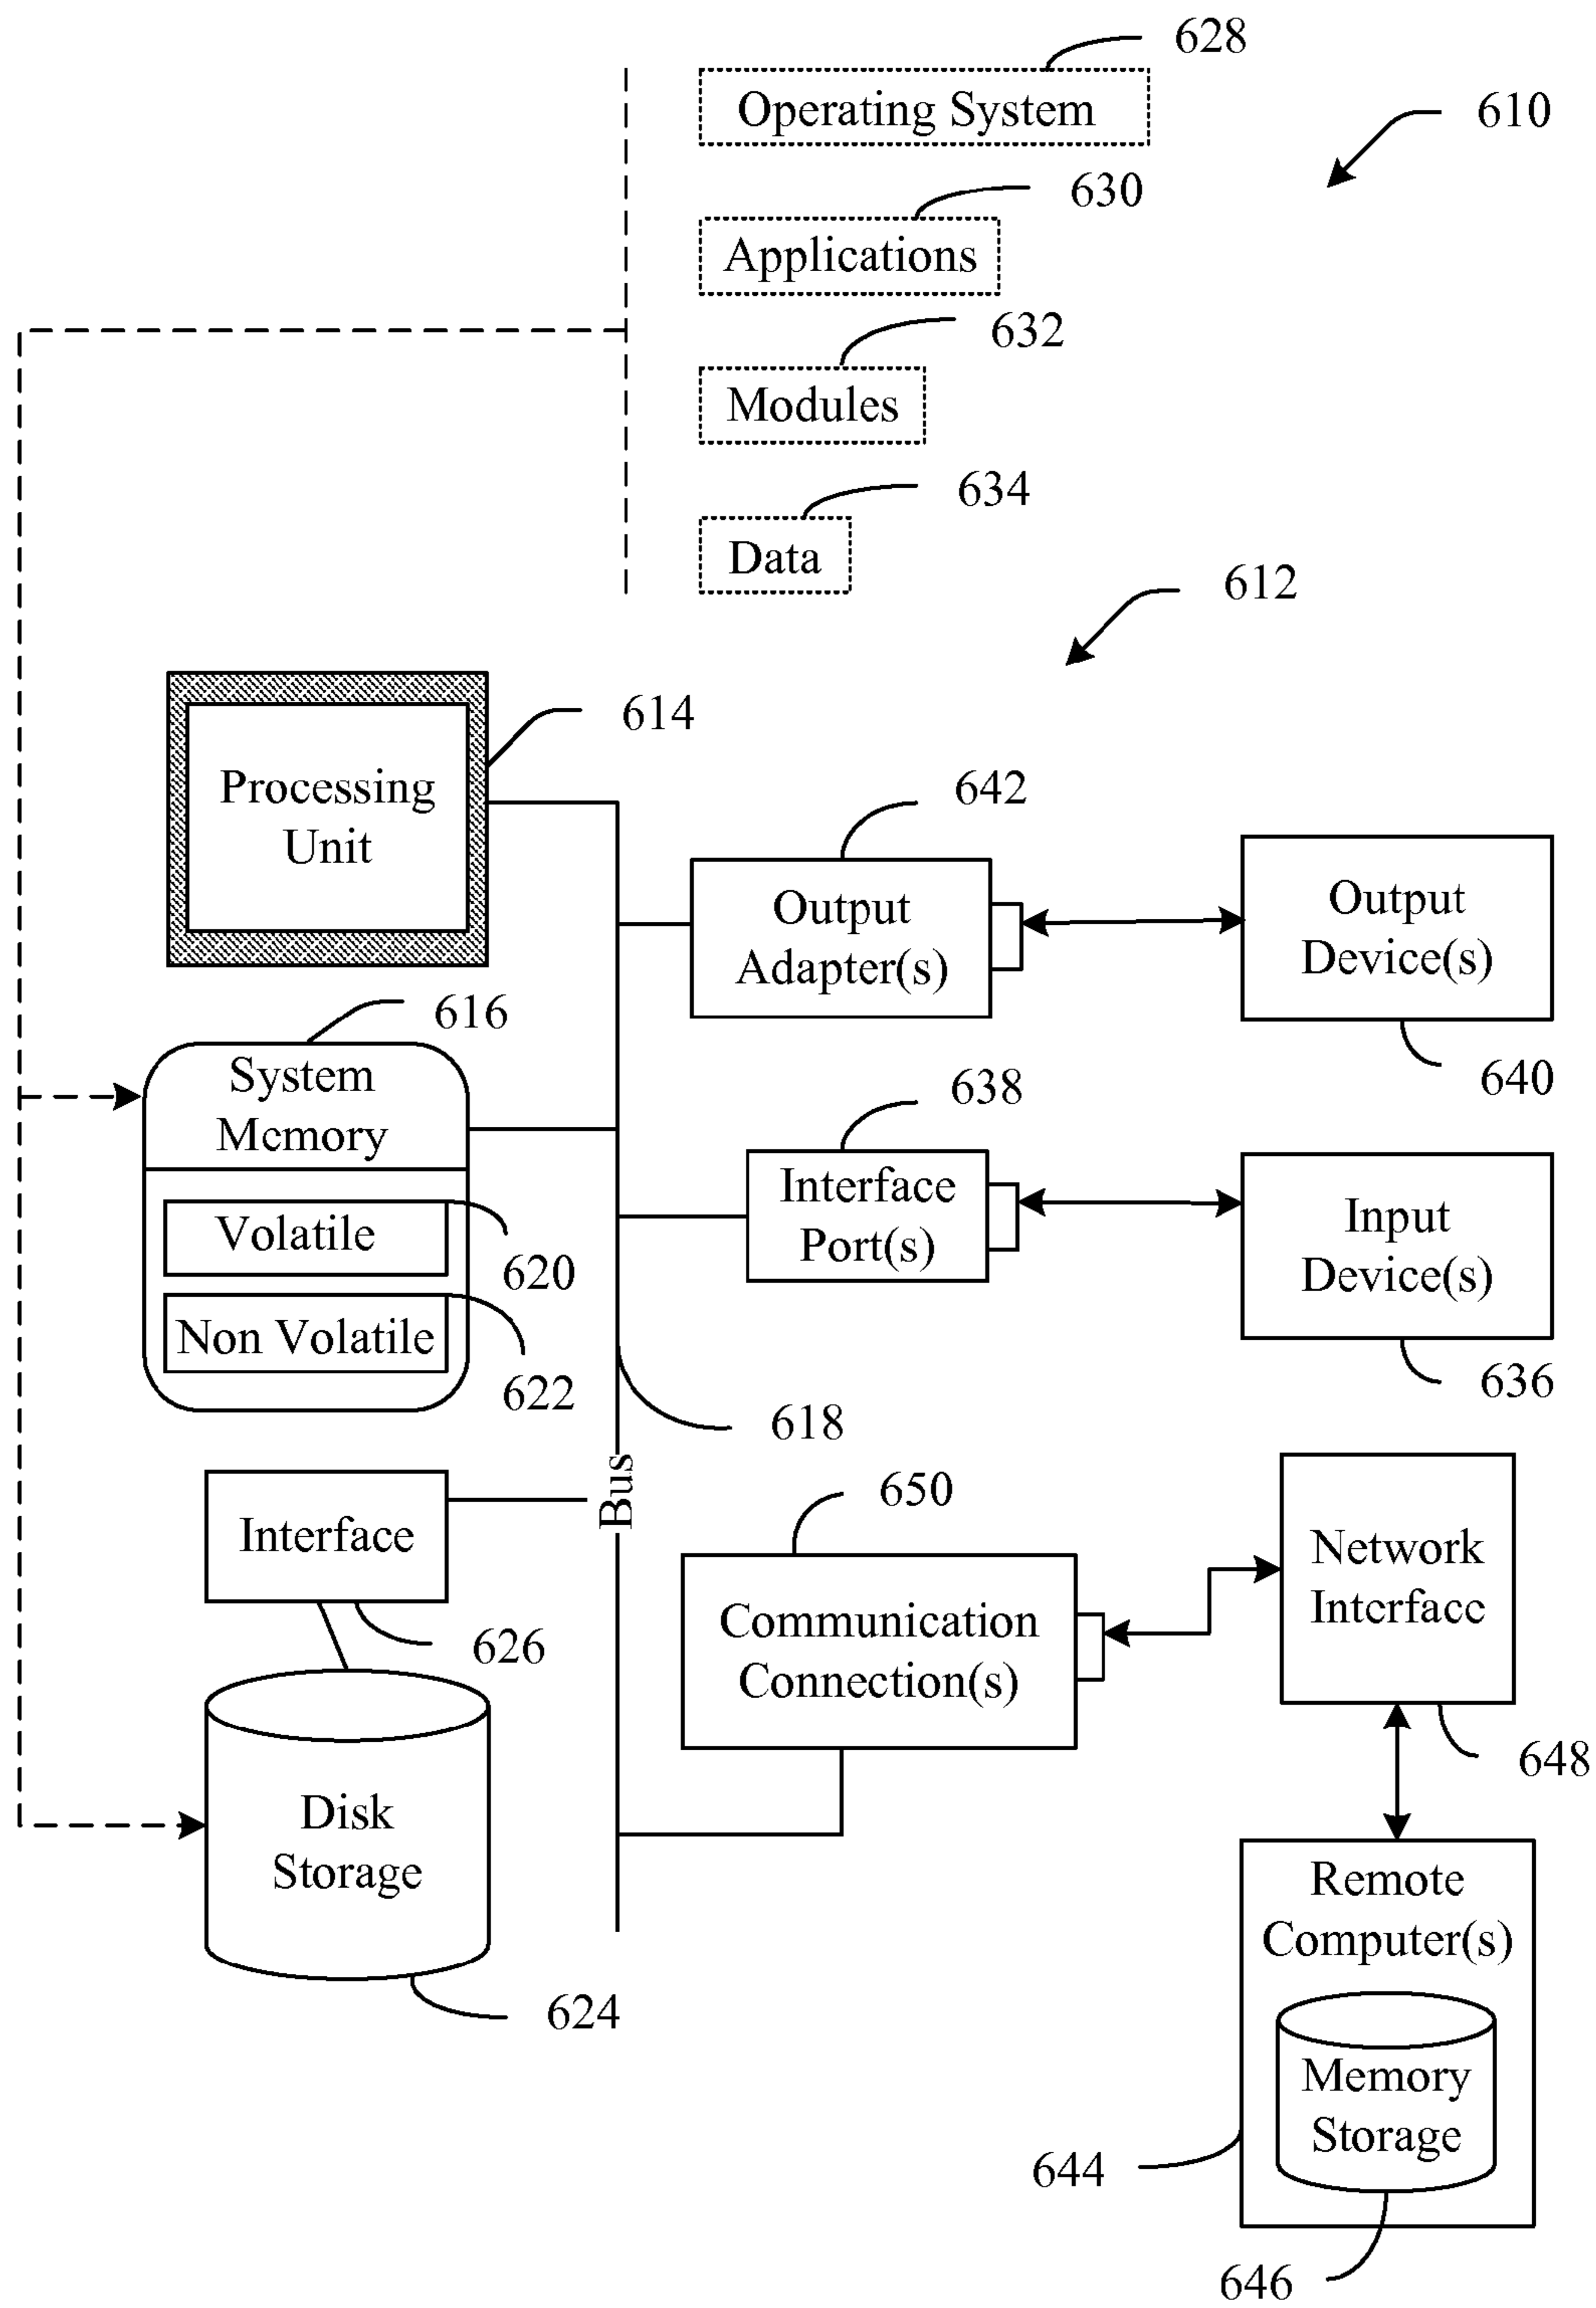 628
Operating System
610
630
Applications
632
Modules
634
Data
612
614
Processing
Unit
642
Output
Adapter(s)
Output
Device(s)
640
616
System
Memory
638
Interface
Port(s)
Input
Device(s)
636
Volatile
620
Non Volatile
622
618
Bus
Interface
626
650
Communication
Connection(s)
Network
Interface
648
Disk
Storage
624
Remote
Computer(s)
Memory
Storage
644
646